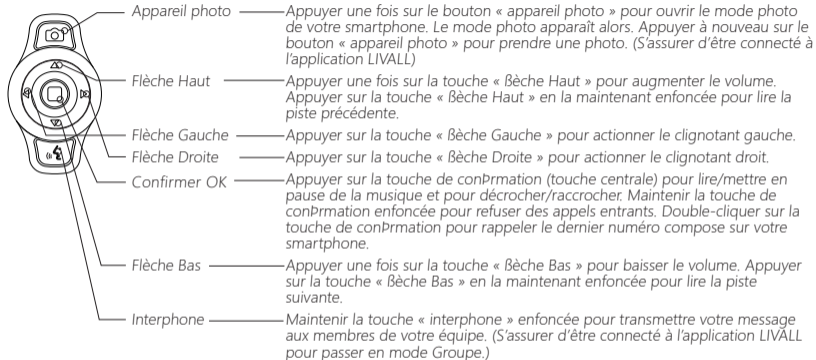 Appareil photo
Appuyer une fois sur le bouton « appareil photo » pour ouvrir le mode photo
de votre smartphone. Le mode photo apparaît alors. Appuyer à nouveau sur le
bouton « appareil photo » pour prendre une photo. (S'assurer d'être connecté à
l'application LIVALL)
Flèche Haut
Appuyer une fois sur la touche « ßèche Haut » pour augmenter le volume.
Appuyer sur la touche « ßèche Haut » en la maintenant enfoncée pour lire la
piste précédente.
Flèche Gauche
Appuyer sur la touche « ßèche Gauche » pour actionner le clignotant gauche.
Flèche Droite
Appuyer sur la touche « ßèche Droite » pour actionner le clignotant droit.
Confirmer OK
Appuyer sur la touche de conÞrmation (touche centrale) pour lire/mettre en
pause de la musique et pour décrocher/raccrocher. Maintenir la touche de
conÞrmation enfoncée pour refuser des appels entrants. Double-cliquer sur la
touche de conÞrmation pour rappeler le dernier numéro compose sur votre
smartphone.
Flèche Bas
Appuyer une fois sur la touche « ßèche Bas » pour baisser le volume. Appuyer
sur la touche « ßèche Bas » en la maintenant enfoncée pour lire la piste
suivante.
Interphone
Maintenir la touche « interphone » enfoncée pour transmettre votre message
aux membres de votre équipe. (S'assurer d'être connecté à l'application LIVALL
pour passer en mode Groupe.)